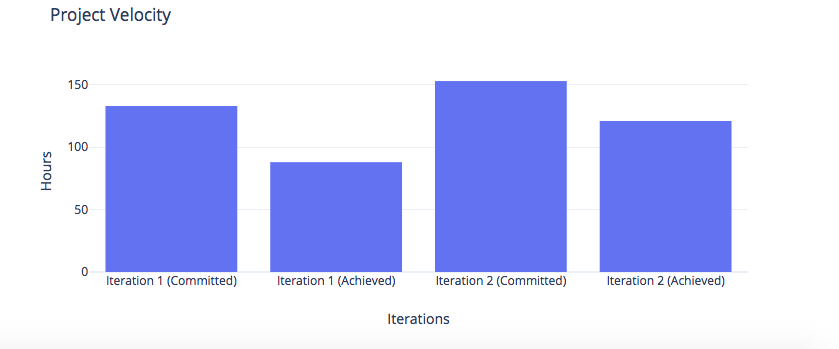 Project Velocity
150
100
50
0
Hours
Iteration 1 (Committed)
Iteration 1 (Achieved)
Iteration 2 (Committed)
Iteration 2 (Achieved)
Iterations